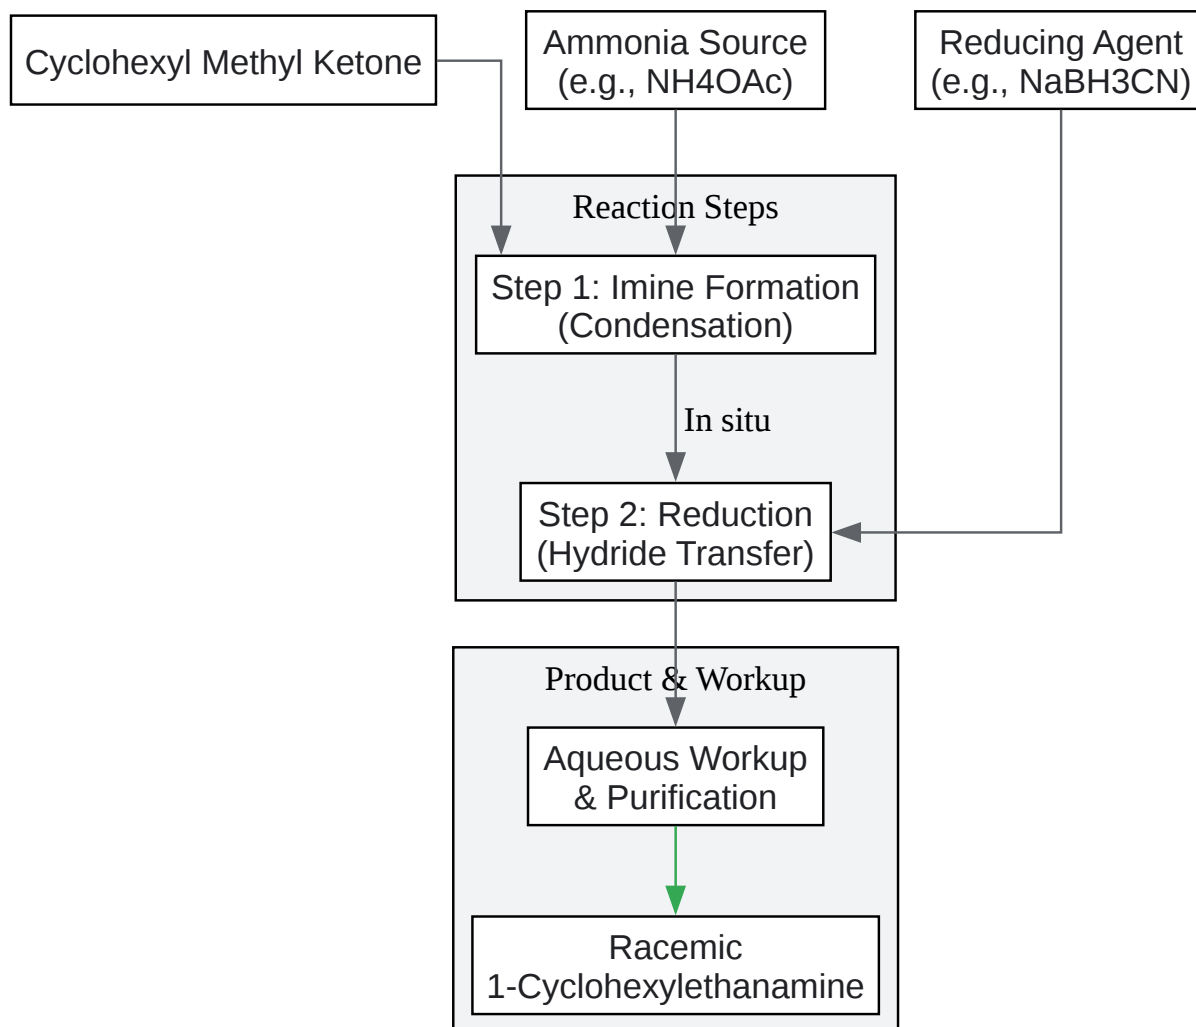 Cyclohexyl Methyl Ketone
Ammonia Source
(e.g., NH4OAc)
Reducing Agent
(e.g., NaBH3CN)
Reaction Steps
Step 1: Imine Formation
(Condensation)
In situ
Step 2: Reduction
(Hydride Transfer)
Product & Workup
Aqueous Workup
& Purification
Racemic
1-Cyclohexylethanamine